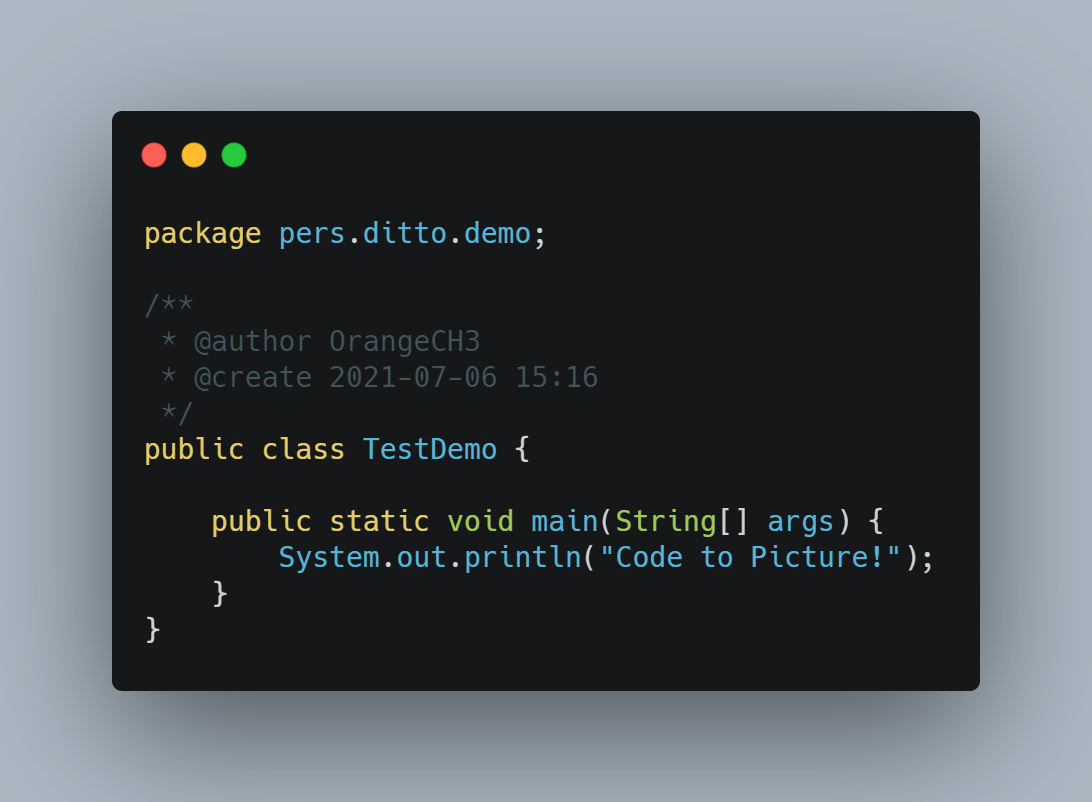 package pers.ditto.demo;
/**
 * @author OrangeCH3
 * @create 2021-07-06 15:16
 */
public class TestDemo {
    public static void main(String[] args) {
        System.out.println("Code to Picture!");
    }
}